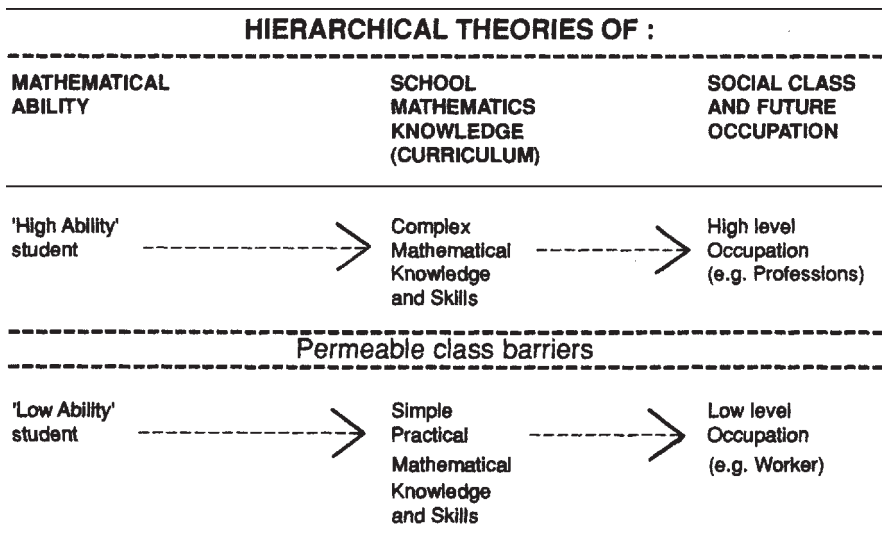 HIERARCHICAL THEORIES OF :
MATHEMATICAL
ABILITY
SCHOOL
MATHEMATICS
KNOWLEDGE
(CURRICULUM)
SOCIAL CLASS
AND FUTURE
OCCUPATION
'High Ability'
student
Complex
Mathematical
Knowledge
and Skills
High level
Occupation
(e.g. Professions)
Permeable class barriers
'Low Ability'
student
Simple
Practical
Mathematical
Knowledge
and Skills
Low level
Occupation
(e.g. Worker)